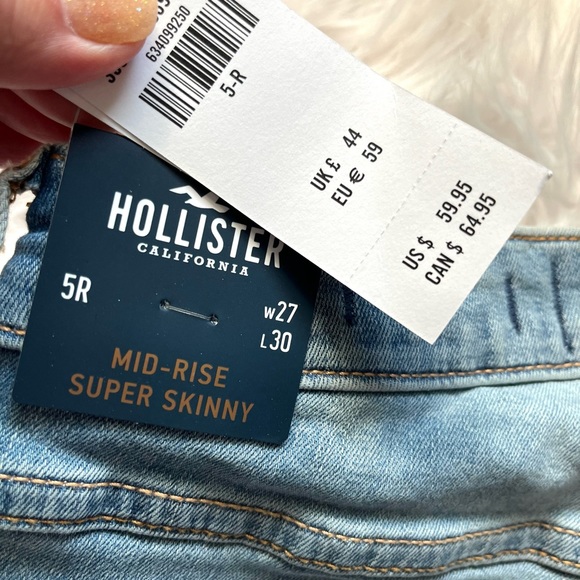 634099250
5-R
UK £ 44
EU € 59
US $ 59.95
CAN $ 64.95
HOLLISTER
CALIFORNIA
5R
W27
L30
MID-RISE
SUPER SKINNY